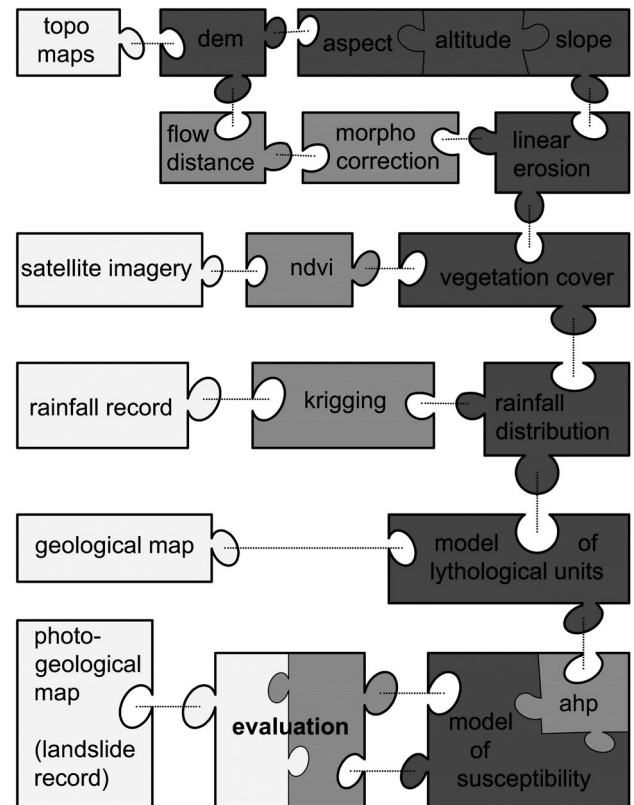 topo
maps
dem
aspect altitude slope
flow
distance
morpho
correction
linear
erosion
satellite imagery
ndvi
vegetation cover
rainfall record
krigging
rainfall
distribution
geological map
model of
lythological units
photo-
geological
map
(landslide
record)
evaluation
ahp
model
of
susceptibility